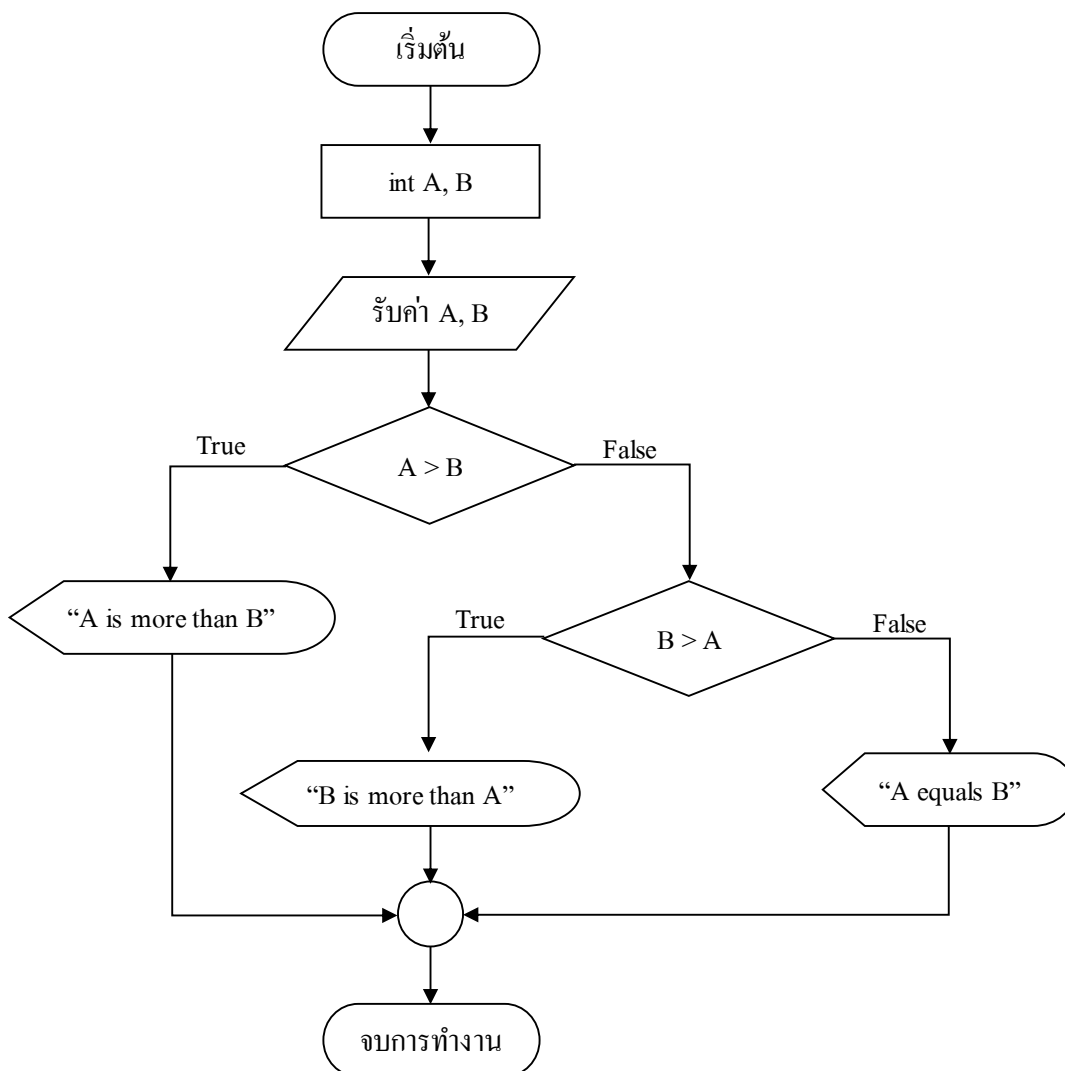 เริ่มต้น
int A, B
รับค่า A, B
A > B
True
False
“A is more than B”
B > A
True
False
“B is more than A”
“A equals B”
จบการทำงาน